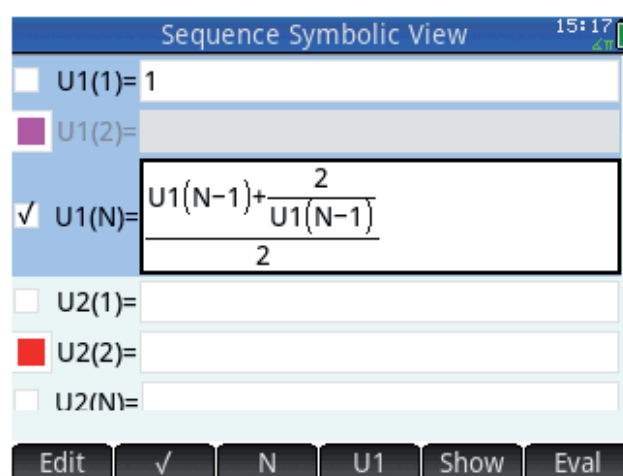 Sequence Symbolic View 15:17
∡π
U1(1)= 1
U1(2)=
2
U1(N-1)+
U1(N)= U1(N-1)
2
√
U2(1)=
U2(2)=
U2(N)=
Edit √ N U1 Show Eval